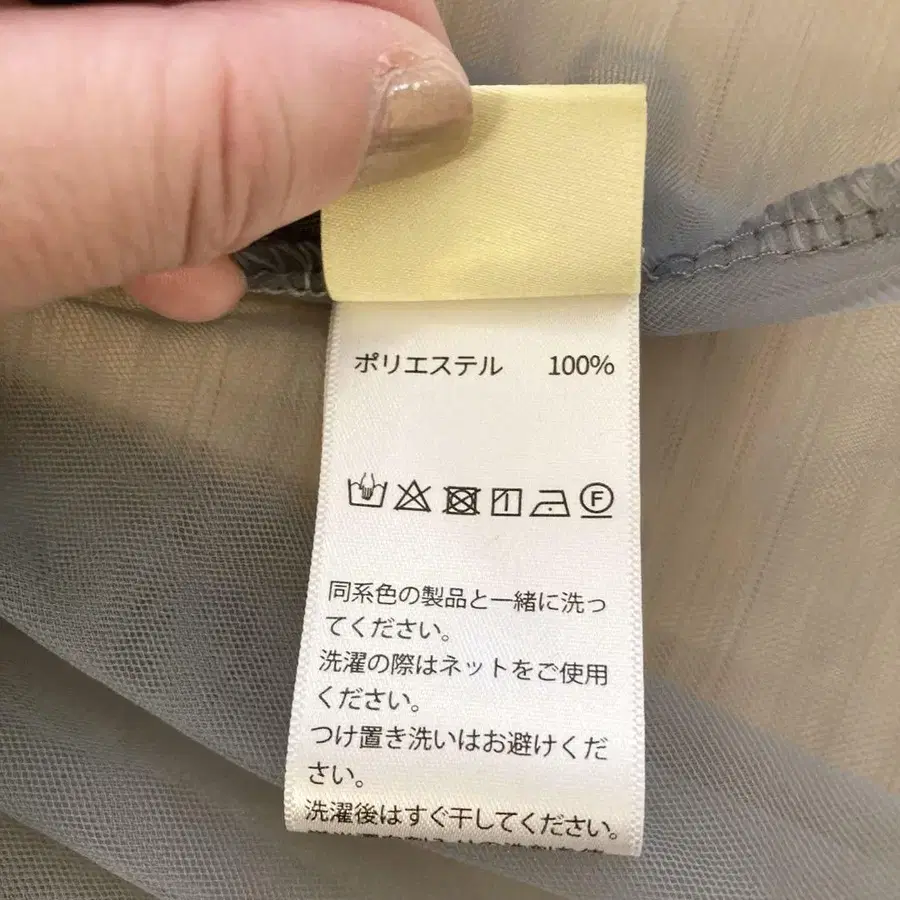 ポリエステル 100%
F
同系色の製品と一緒に洗っ
てください。
洗濯の際はネットをご使用
ください。
つけ置き洗いはお避けくだ
さい。
洗濯後はすぐ干してください。